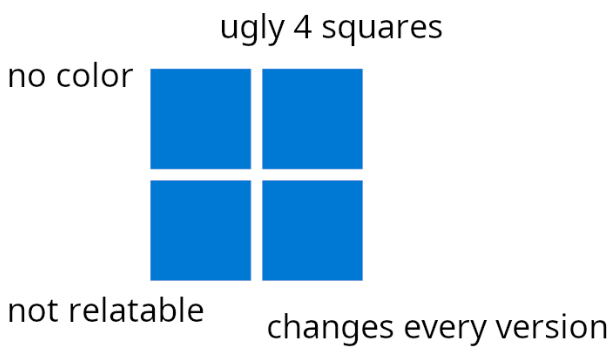 ugly 4 squares
no color
not relatable
changes every version